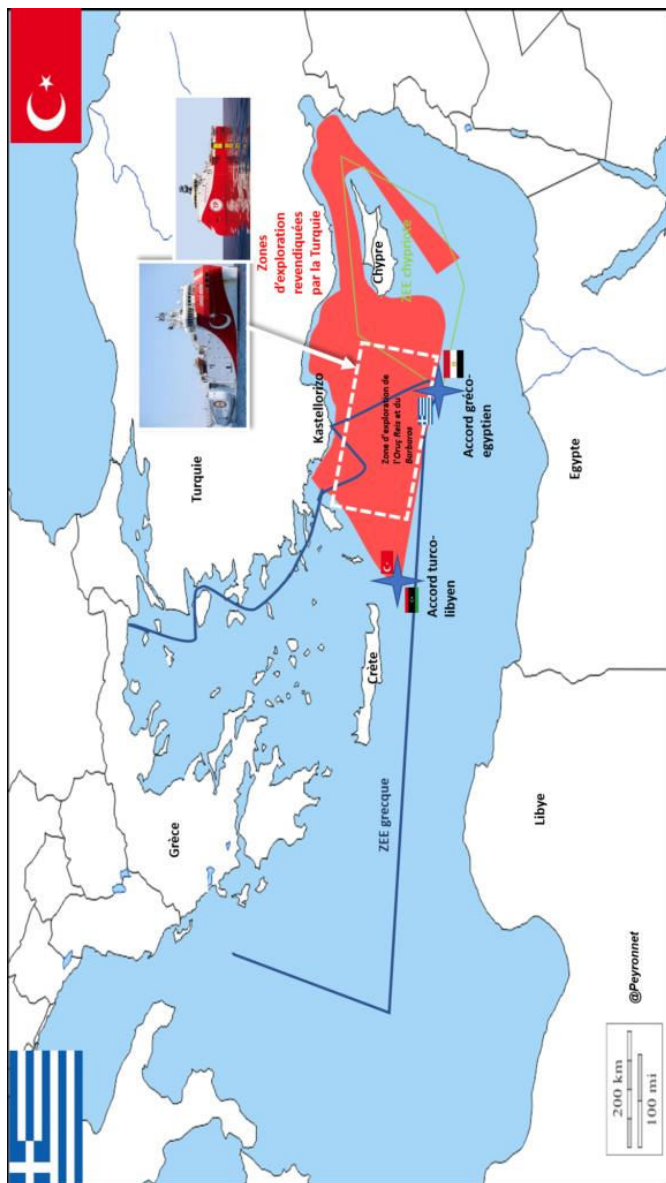 Zones
d'exploration
revendiquées
par la Turquie
Turquie
Kastellorizo
Chypre
ZEE chypriote
Zone d'exploration de
l'Oruç Reis et du
Barbaros
Grèce
Crète
ZEE grecque
Accord turco-
libyen
Accord gréco-
egyptien
Libye
Egypte
@Peyronnet
200 km
100 mi